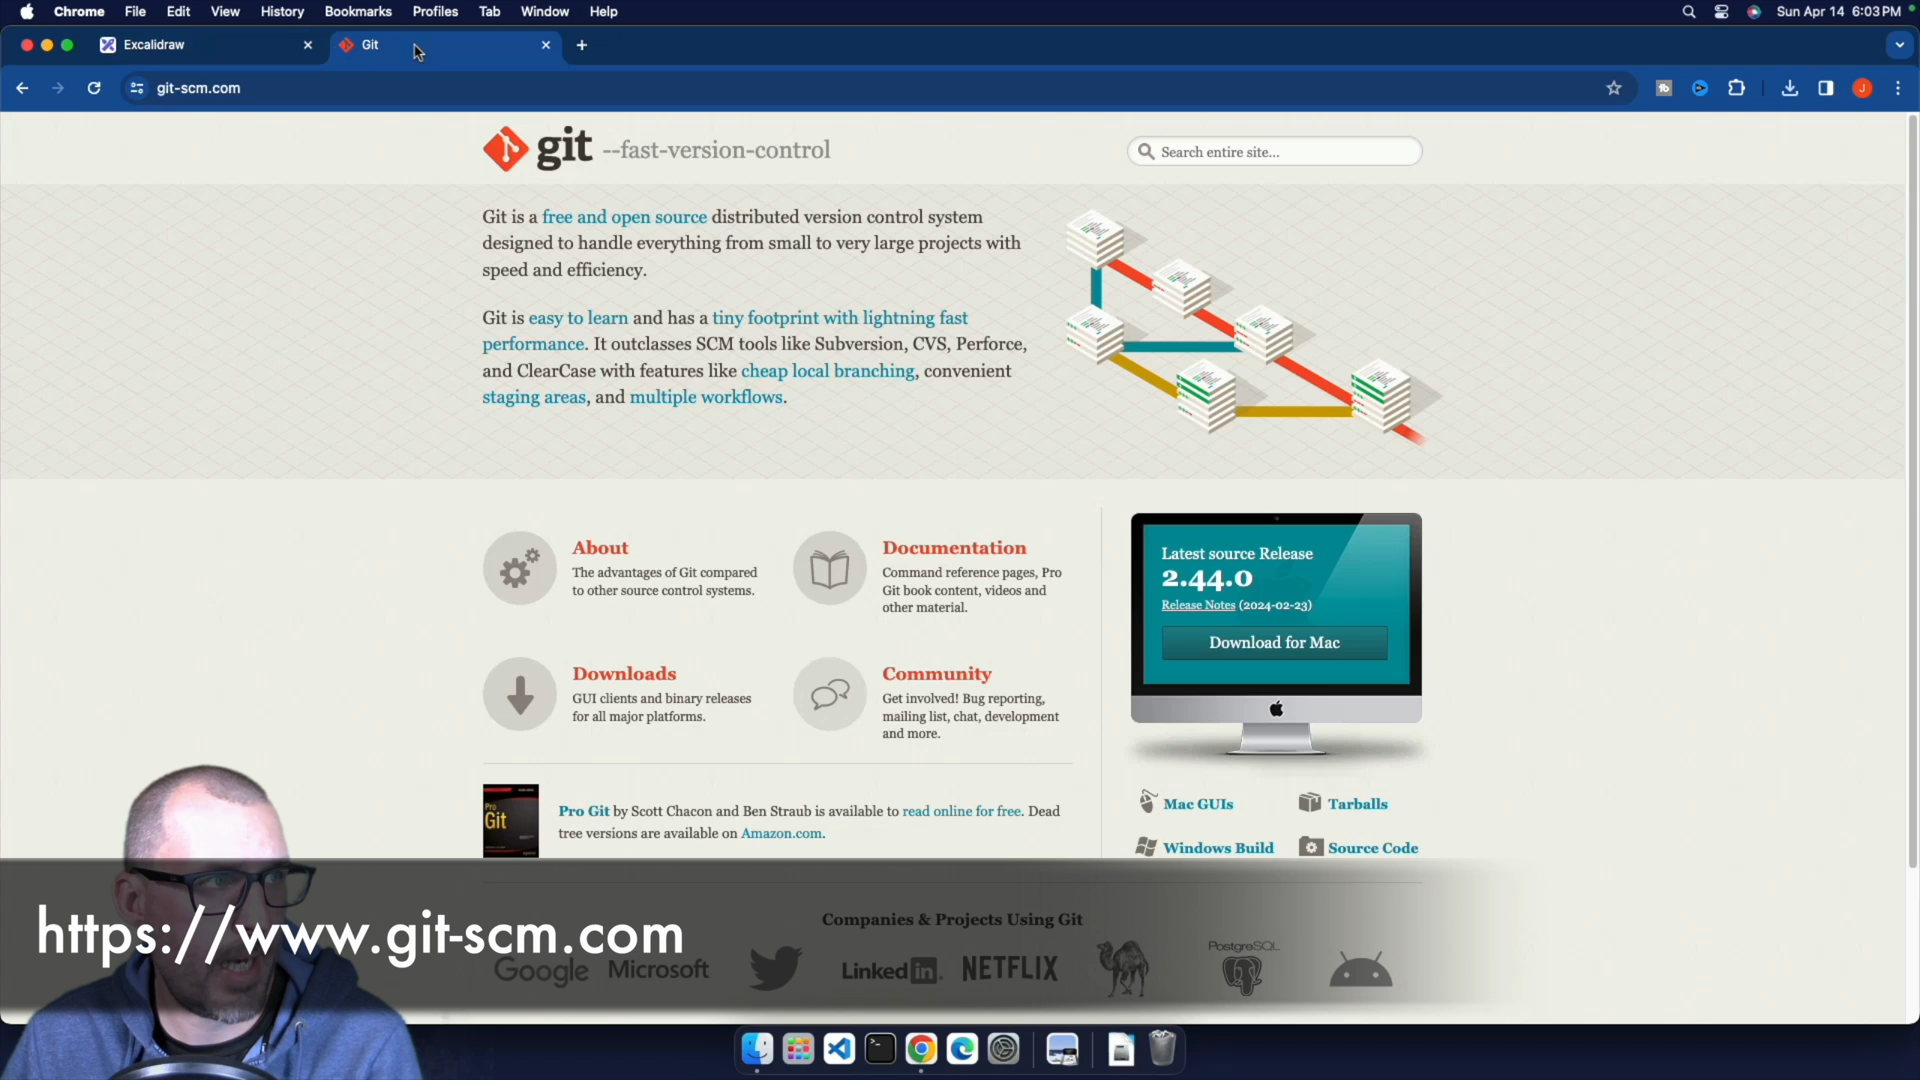 Chrome File Edit View History Bookmarks Profiles Tab Window Help Sun Apr 14 6:03 PM
Excalidraw Git
git-scm.com J
git --fast-version-control
Search entire site...
Git is a free and open source distributed version control system
designed to handle everything from small to very large projects with
speed and efficiency.
Git is easy to learn and has a tiny footprint with lightning fast
performance. It outclasses SCM tools like Subversion, CVS, Perforce,
and ClearCase with features like cheap local branching, convenient
staging areas, and multiple workflows.
About
The advantages of Git compared
to other source control systems.
Documentation
Command reference pages, Pro
Git book content, videos and
other material.
Downloads
GUI clients and binary releases
for all major platforms.
Community
Get involved! Bug reporting,
mailing list, chat, development
and more.
Latest source Release
2.44.0
Release Notes (2024-02-23)
Download for Mac
Pro
Git
Pro Git by Scott Chacon and Ben Straub is available to read online for free. Dead
tree versions are available on Amazon.com.
Mac GUIs Tarballs
Windows Build Source Code
Companies & Projects Using Git
https://www.git-scm.com
Google Microsoft LinkedIn NETFLIX PostgreSQL